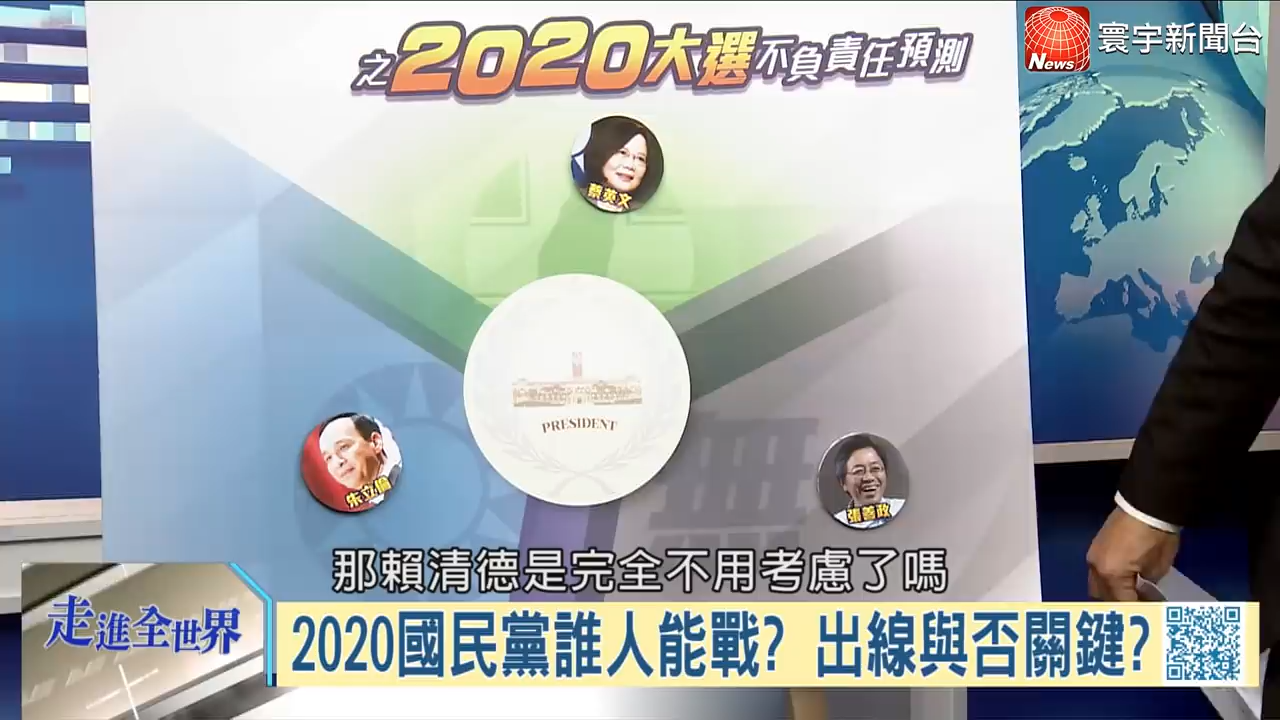 之2020大選不負責任預測
News
寰宇新聞台
蔡英文
PRESIDENT
朱立倫
無
張善政
那賴清德是完全不用考慮了嗎
走進全世界
2020國民黨誰人能戰? 出線與否關鍵?